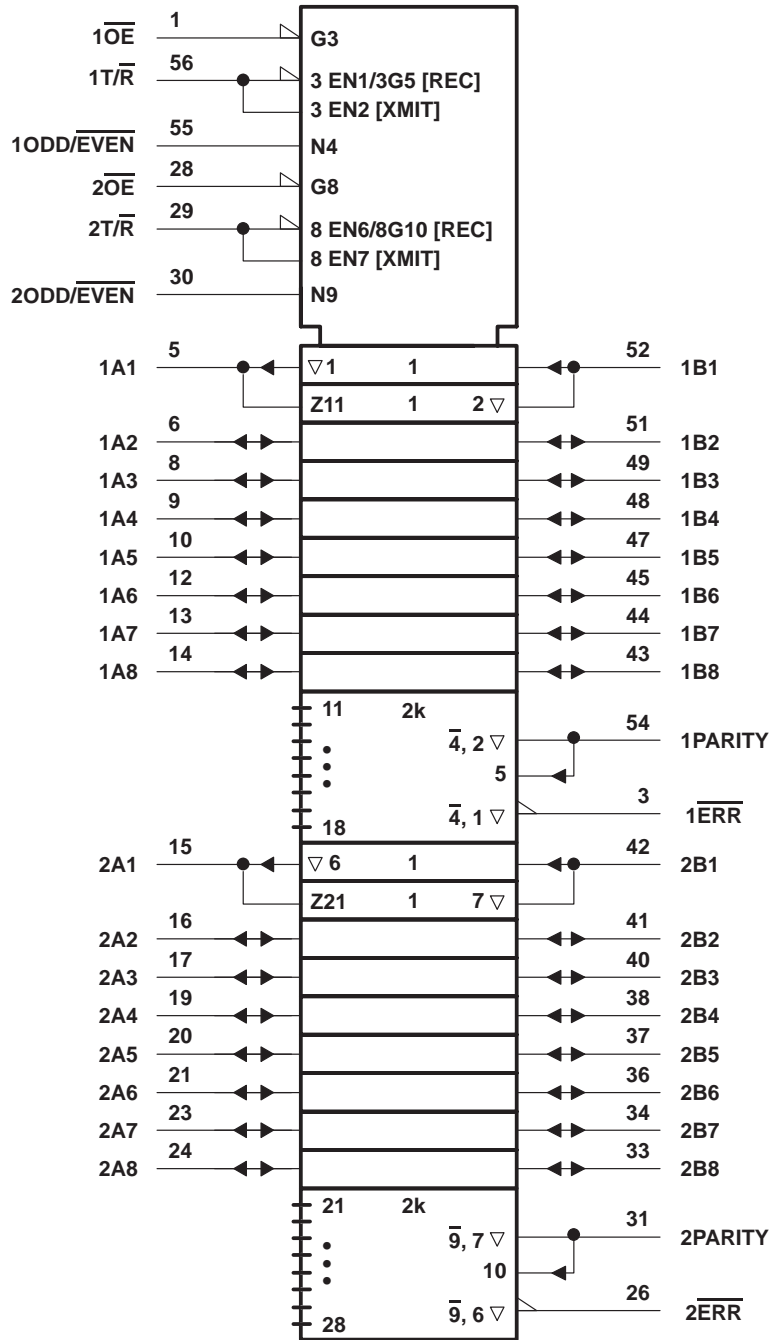 1O̅E̅ 1 G3
1T/R̅ 56 3 EN1/3G5 [REC]
3 EN2 [XMIT]
1ODD/E̅V̅E̅N̅ 55 N4
2O̅E̅ 28 G8
2T/R̅ 29 8 EN6/8G10 [REC]
8 EN7 [XMIT]
2ODD/E̅V̅E̅N̅ 30 N9
1A1 5 ▽1 1 52 1B1
Z11 1 2 ▽
1A2 6 51 1B2
1A3 8 49 1B3
1A4 9 48 1B4
1A5 10 47 1B5
1A6 12 45 1B6
1A7 13 44 1B7
1A8 14 43 1B8
11 2k
4̅, 2 ▽ 54 1PARITY
5
18 4̅, 1 ▽ 3 1E̅R̅R̅
2A1 15 ▽ 6 1 42 2B1
Z21 1 7 ▽
2A2 16 41 2B2
2A3 17 40 2B3
2A4 19 38 2B4
2A5 20 37 2B5
2A6 21 36 2B6
2A7 23 34 2B7
2A8 24 33 2B8
21 2k
9̅, 7 ▽ 31 2PARITY
10
28 9̅, 6 ▽ 26 2E̅R̅R̅